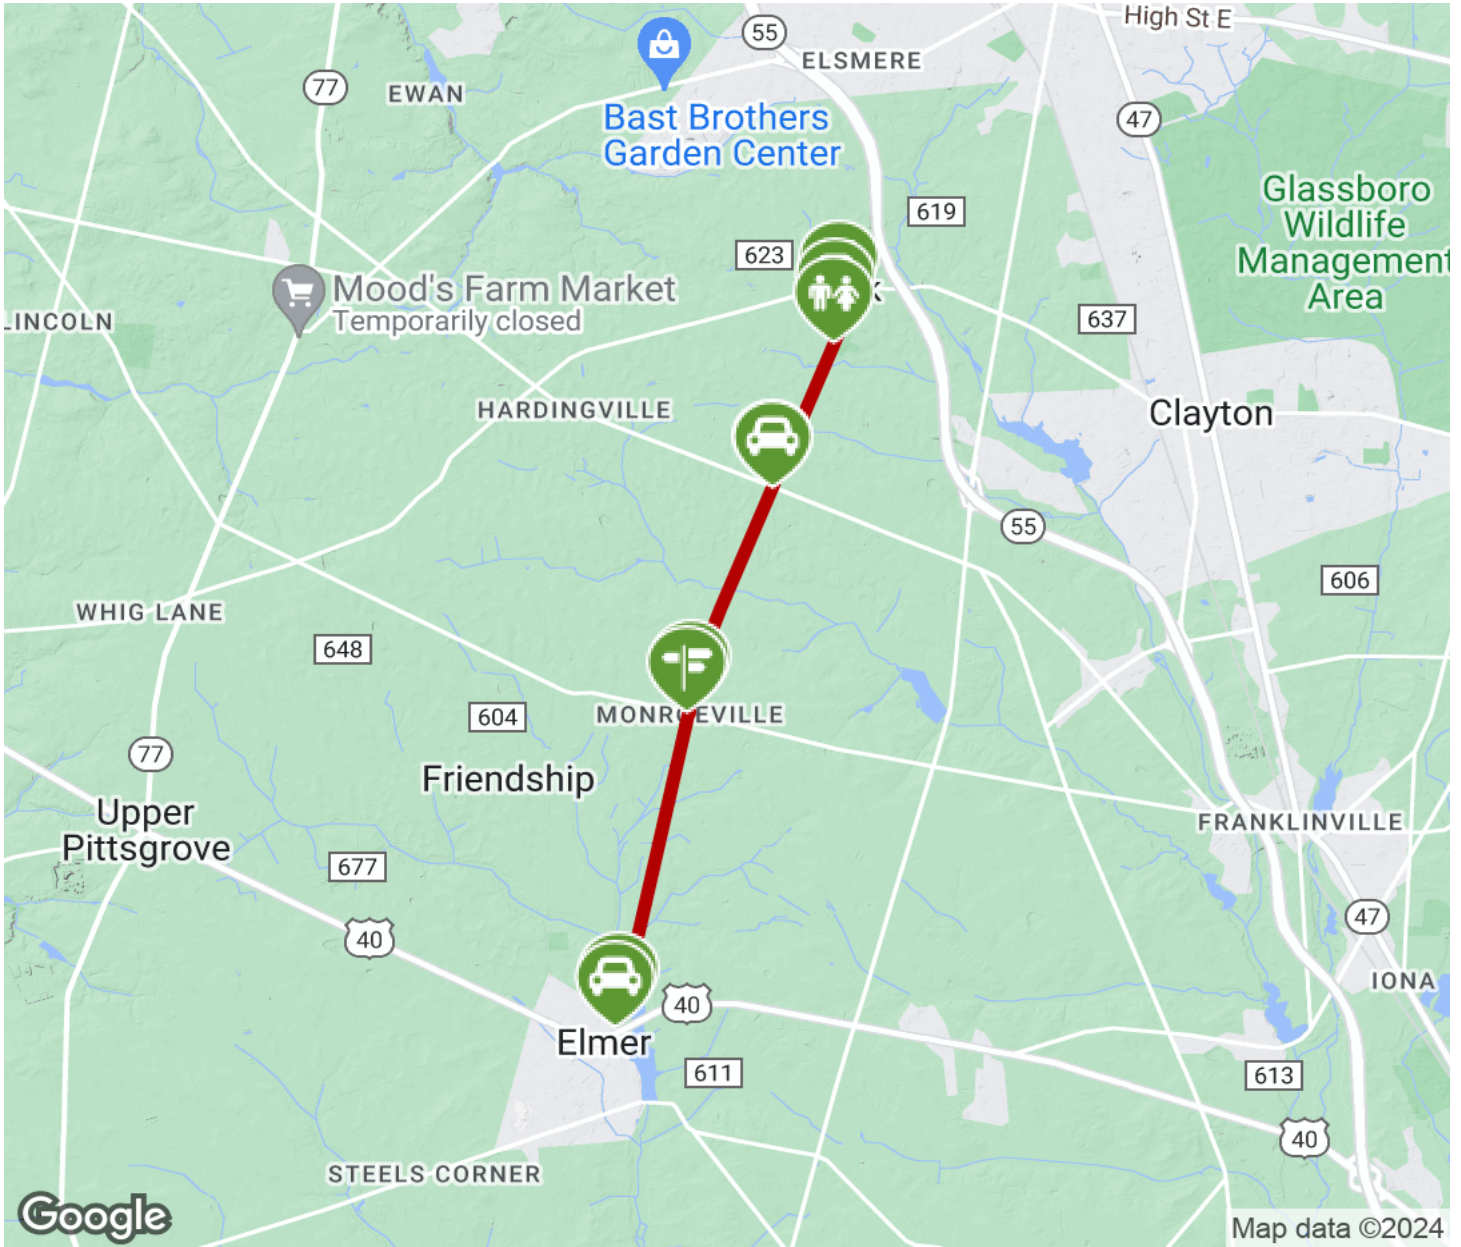 High St E
55
ELSMERE
77
EWAN
Bast Brothers
Garden Center
47
Glassboro
Wildlife
Management
Area
619
623
k
Mood's Farm Market
Temporarily closed
LINCOLN
637
HARDINGVILLE
Clayton
55
606
WHIG LANE
648
604
MONROEVILLE
77
Friendship
Upper
Pittsgrove
FRANKLINVILLE
677
47
40
IONA
40
Elmer
611
613
40
STEELS CORNER
Google
Map data ©2024